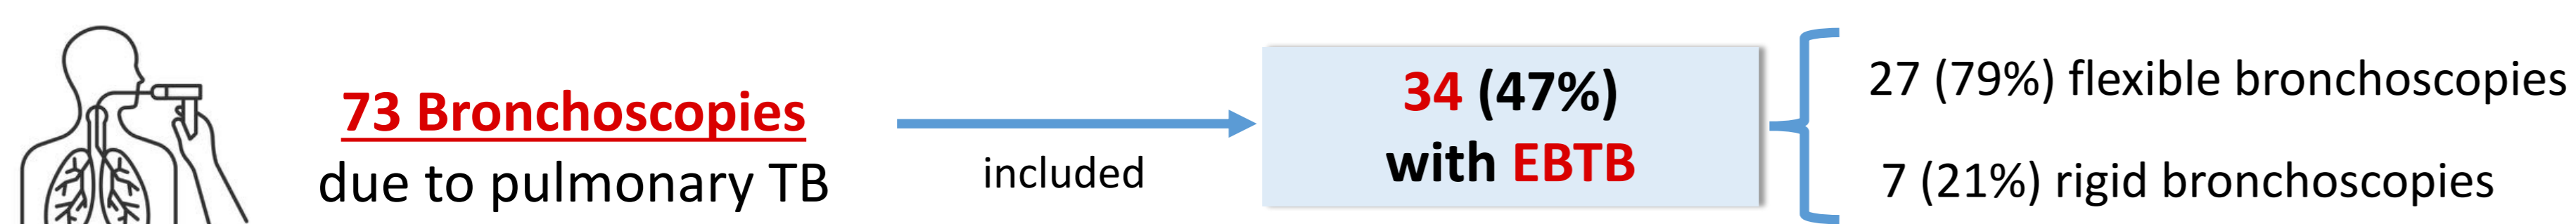 73 Bronchoscopies
due to pulmonary TB
included
34 (47%)
with EBTB
27 (79%) flexible bronchoscopies
7 (21%) rigid bronchoscopies